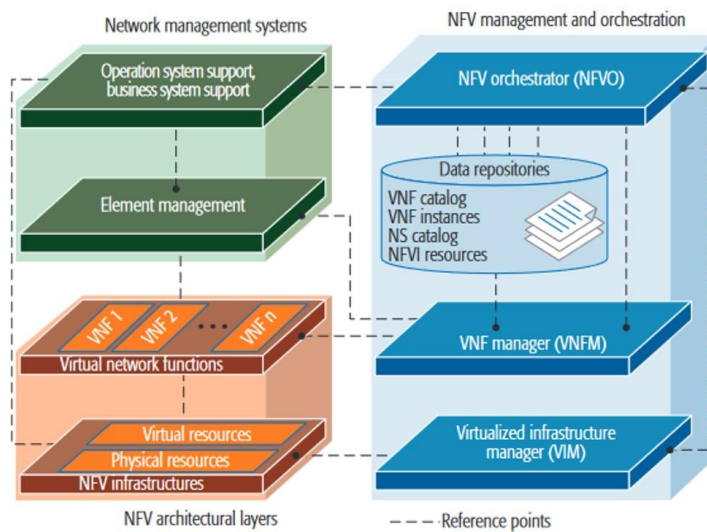 Network management systems
NFV management and orchestration
Operation system support,
business system support
NFV orchestrator (NFVO)
Data repositories
Element management
VNF catalog
VNF instances
NS catalog
NFVI resources
VNF 1
VNF 2
VNF n
Virtual network functions
VNF manager (VNFM)
Virtual resources
Physical resources
NFV infrastructures
Virtualized infrastructure
manager (VIM)
NFV architectural layers
Reference points